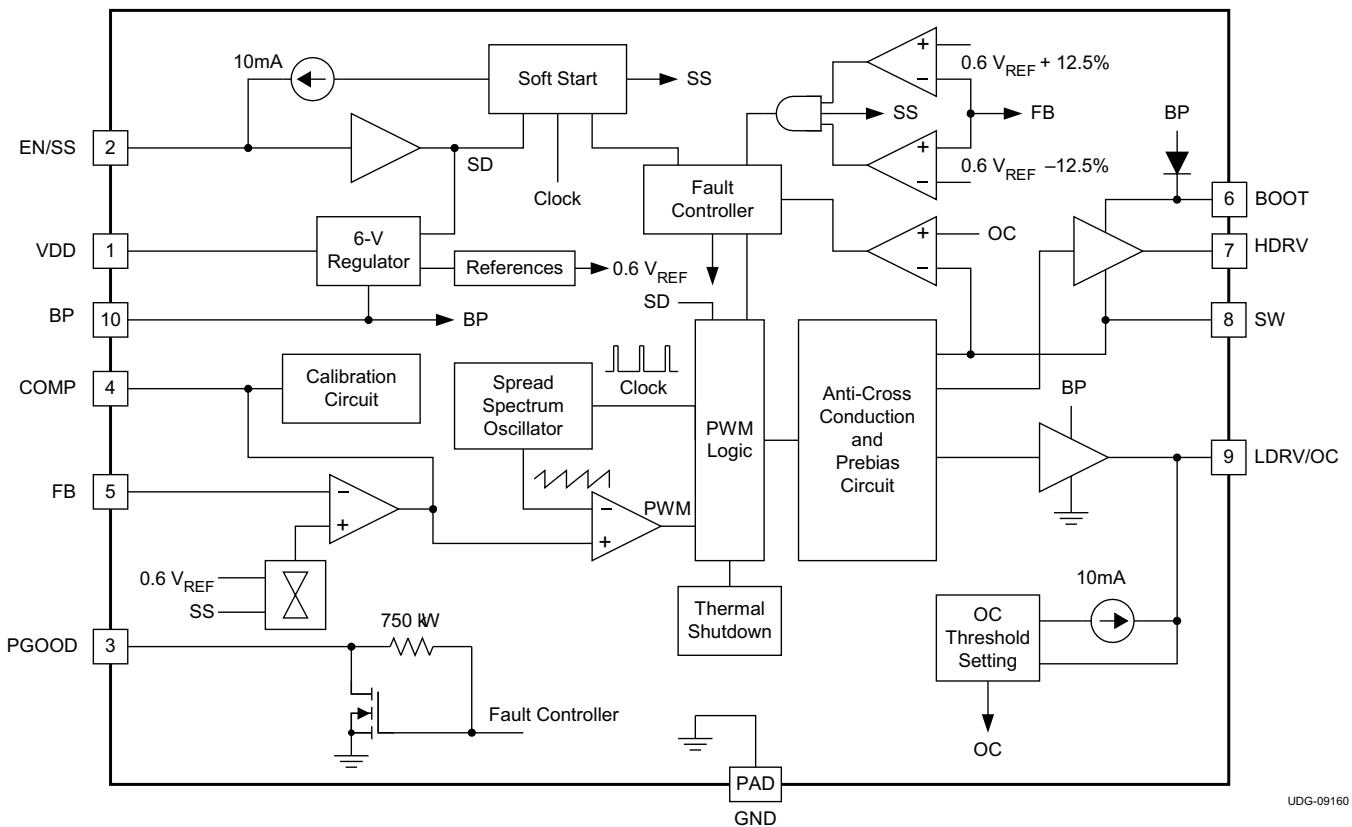 10mA
Soft Start
SS
+
−
0.6 VREF + 12.5%
SS
FB
+
−
0.6 VREF –12.5%
BP
EN/SS
2
SD
Clock
Fault
Controller
6
BOOT
VDD
1
6-V
Regulator
References
0.6 VREF
+
−
OC
7
HDRV
BP
10
BP
SD
8
SW
COMP
4
Calibration
Circuit
Spread
Spectrum
Oscillator
Clock
PWM
Logic
Anti-Cross
Conduction
and
Prebias
Circuit
BP
9
LDRV/OC
FB
5
−
+
PWM
−
+
0.6 VREF
SS
Thermal
Shutdown
10mA
OC
Threshold
Setting
PGOOD
3
750 kW
Fault Controller
OC
PAD
GND
UDG-09160